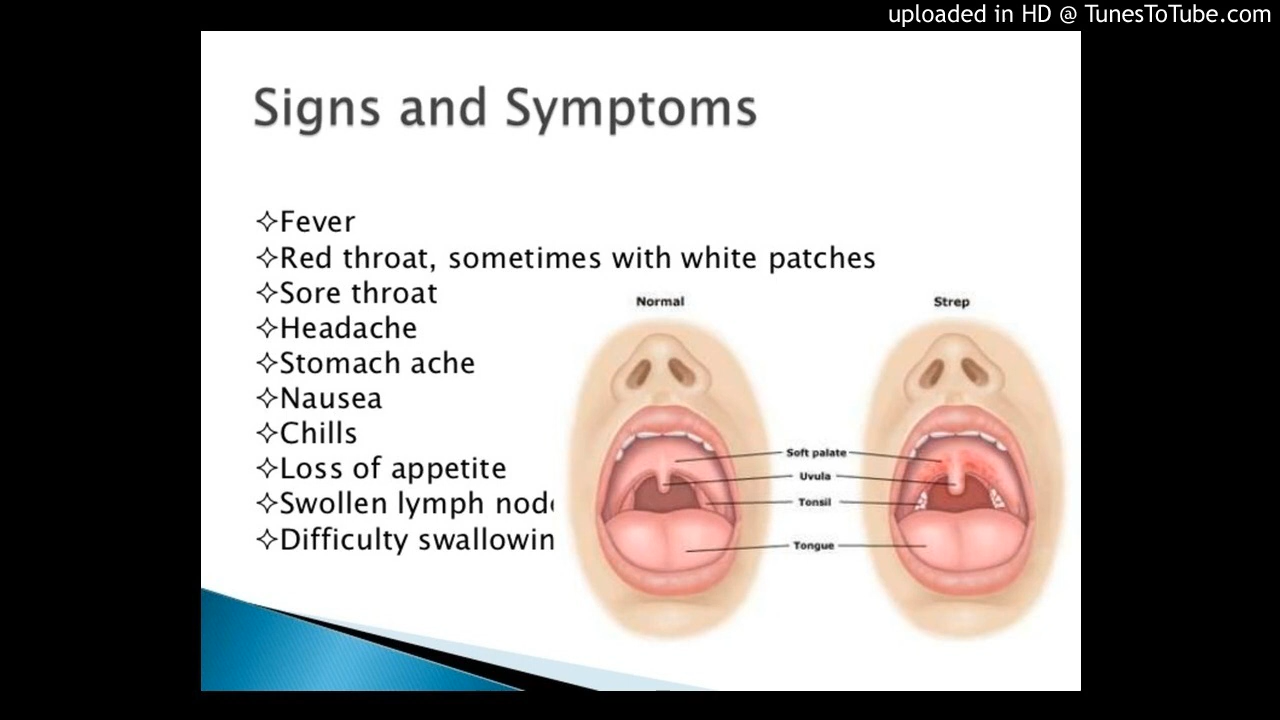 uploaded in HD @ TunesToTube.com
Signs and Symptoms
✧Fever
✧Red throat, sometimes with white patches
✧Sore throat
✧Headache
✧Stomach ache
✧Nausea
✧Chills
✧Loss of appetite
✧Swollen lymph nod
✧Difficulty swallowin
Normal
Strep
Soft palate
Uvula
Tonsil
Tongue